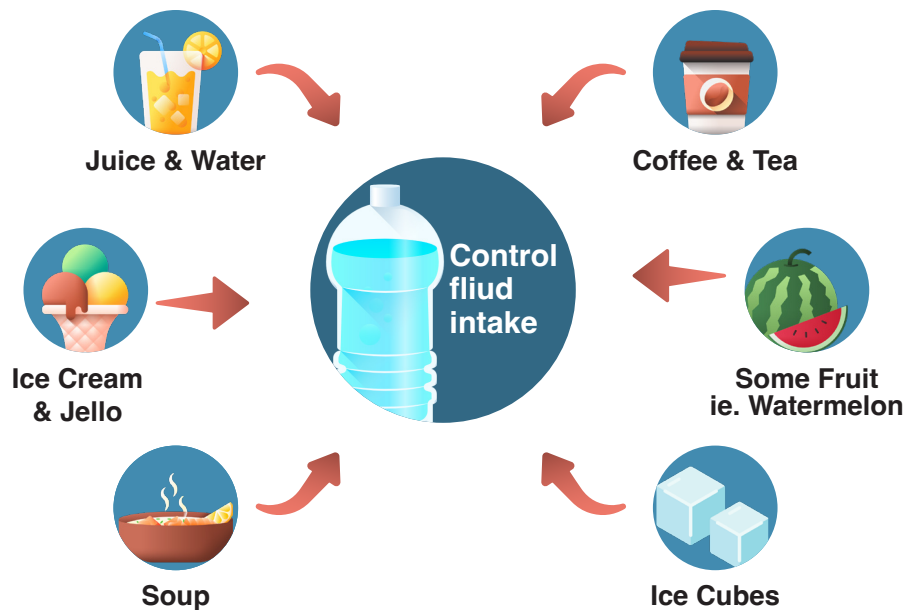 Juice & Water
Coffee & Tea
Control
fliud
intake
Ice Cream
& Jello
Some Fruit
ie. Watermelon
Soup
Ice Cubes